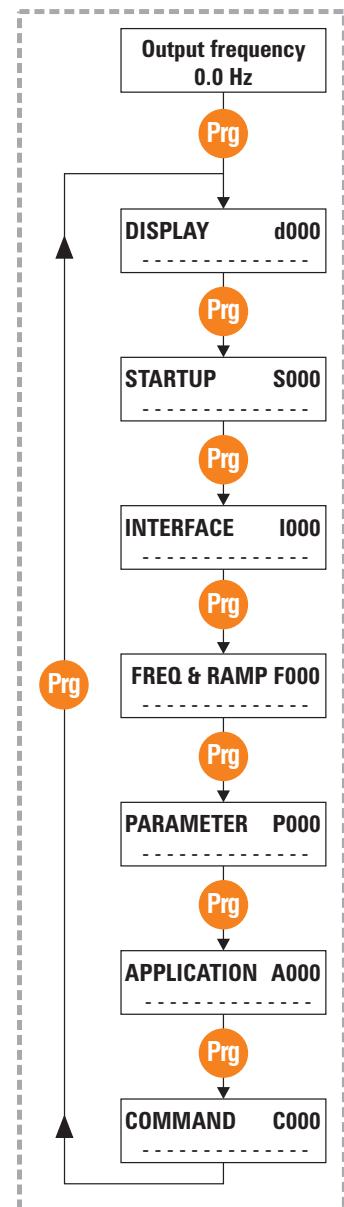 Output frequency
0.0 Hz
Prg
DISPLAY d000
- - - - - - - - - - - - - -
Prg
STARTUP S000
- - - - - - - - - - - - - -
Prg
INTERFACE I000
- - - - - - - - - - - - - -
Prg
FREQ & RAMP F000
- - - - - - - - - - - - - -
Prg
Prg
PARAMETER P000
- - - - - - - - - - - - - -
Prg
APPLICATION A000
- - - - - - - - - - - - - -
Prg
COMMAND C000
- - - - - - - - - - - - - -